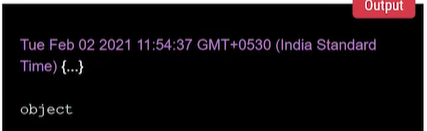 Output
Tue Feb 02 2021 11:54:37 GMT+0530 (India Standard
Time) {...}
object